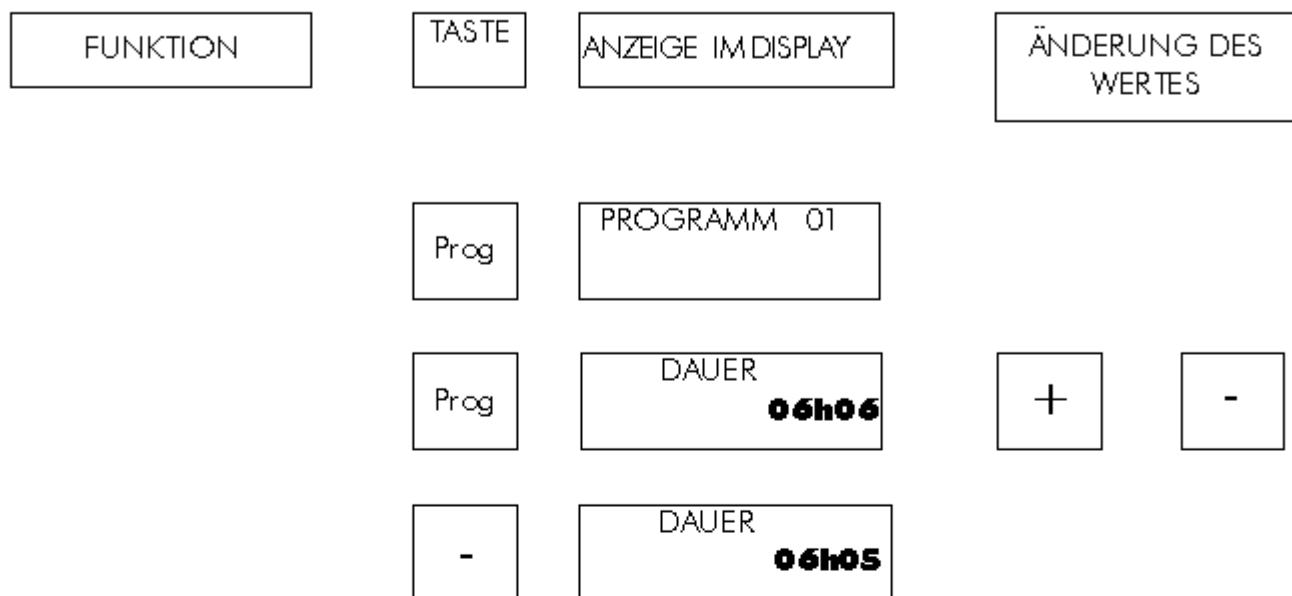 FUNKTION
TASTE
ANZEIGE IM DISPLAY
ÄNDERUNG DES
WERTES
Prog
PROGRAMM 01
Prog
DAUER
06h06
+
-
-
DAUER
06h05